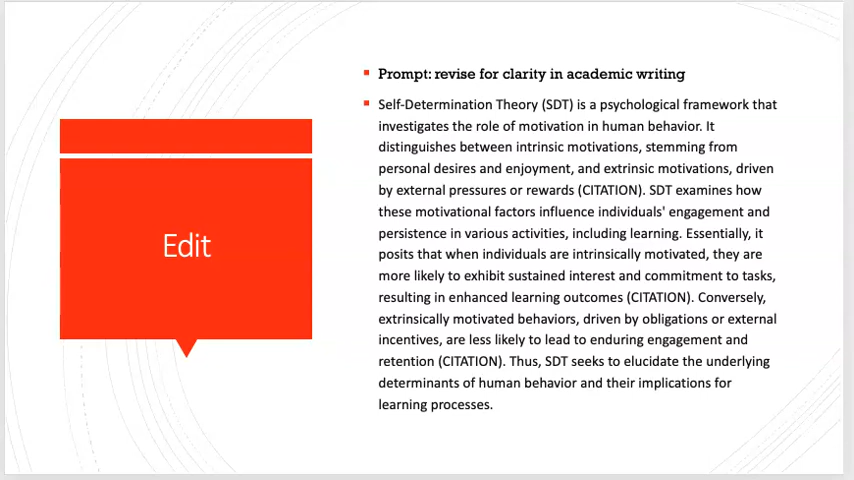 Edit
Prompt: revise for clarity in academic writing
Self-Determination Theory (SDT) is a psychological framework that
investigates the role of motivation in human behavior. It
distinguishes between intrinsic motivations, stemming from
personal desires and enjoyment, and extrinsic motivations, driven
by external pressures or rewards (CITATION). SDT examines how
these motivational factors influence individuals' engagement and
persistence in various activities, including learning. Essentially, it
posits that when individuals are intrinsically motivated, they are
more likely to exhibit sustained interest and commitment to tasks,
resulting in enhanced learning outcomes (CITATION). Conversely,
extrinsically motivated behaviors, driven by obligations or external
incentives, are less likely to lead to enduring engagement and
retention (CITATION). Thus, SDT seeks to elucidate the underlying
determinants of human behavior and their implications for
learning processes.